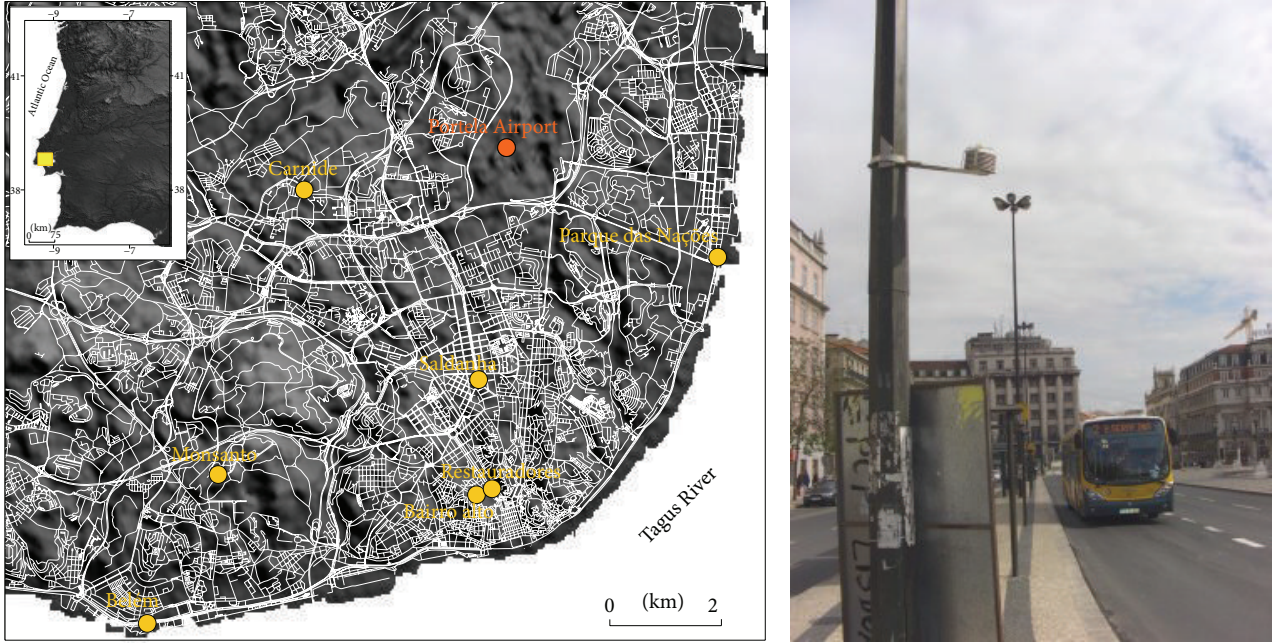 −9
−7
41
41
Atlantic Ocean
38
38
(km)
0
75
−9
−7
Portela Airport
Carnide
Parque das Nações
Saldanha
Monsanto
Restauradores
Bairro alto
Tagus River
Belém
0 (km) 2